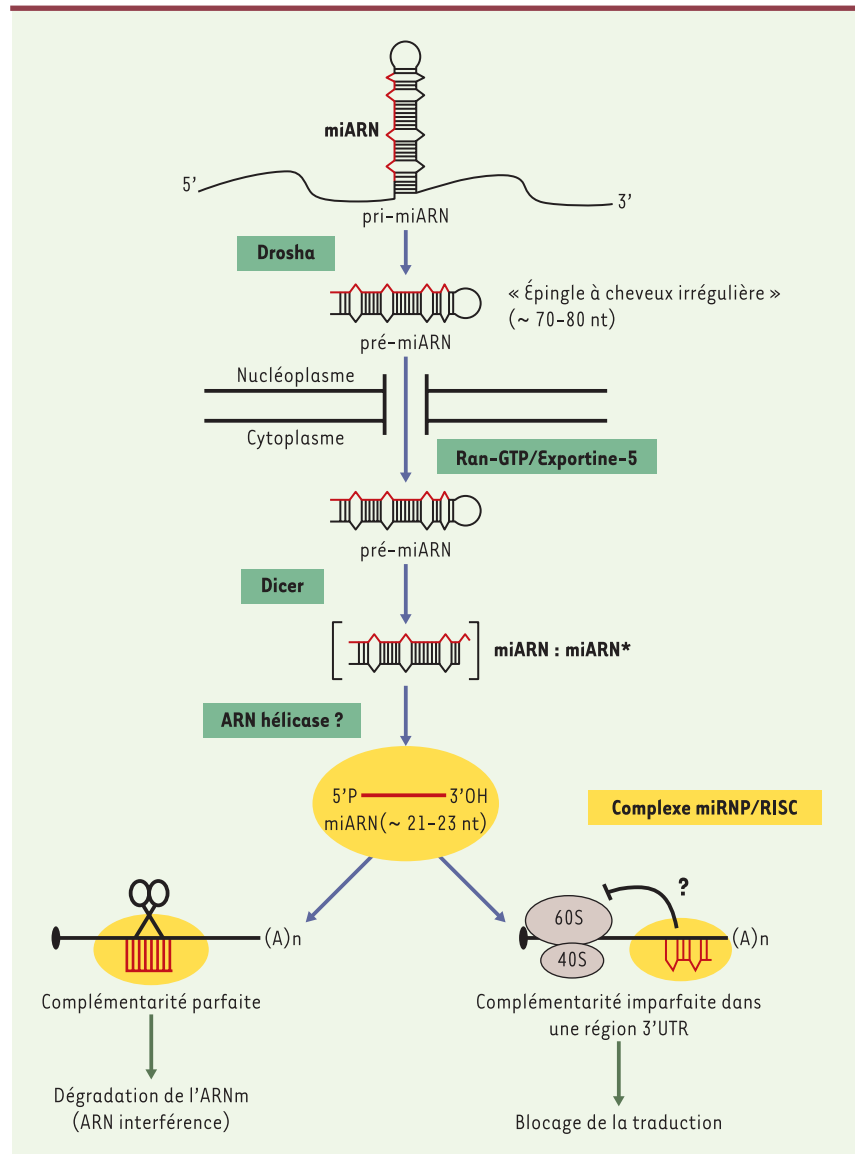 miARN
5’
3’
pri-miARN
Drosha
« Épingle à cheveux irrégulière »
(~ 70-80 nt)
pré-miARN
Nucléoplasme
Cytoplasme
Ran-GTP/Exportine-5
pré-miARN
Dicer
miARN : miARN*
ARN hélicase ?
5’P 3’OH
miARN(~ 21-23 nt)
Complexe miRNP/RISC
?
60S
40S
(A)n
(A)n
Complémentarité parfaite
Complémentarité imparfaite dans
une région 3’UTR
Dégradation de l’ARNm
(ARN interférence)
Blocage de la traduction